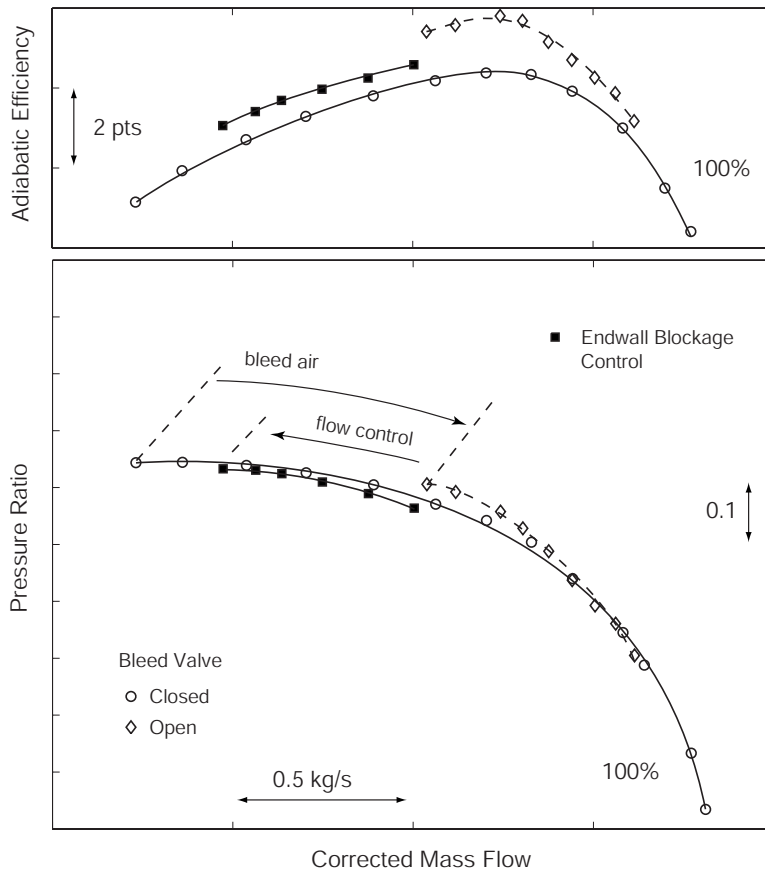 Adiabatic Efficiency
2 pts
100%
Endwall Blockage
Control
bleed air
flow control
Pressure Ratio
0.1
Bleed Valve
Closed
Open
0.5 kg/s
100%
Corrected Mass Flow